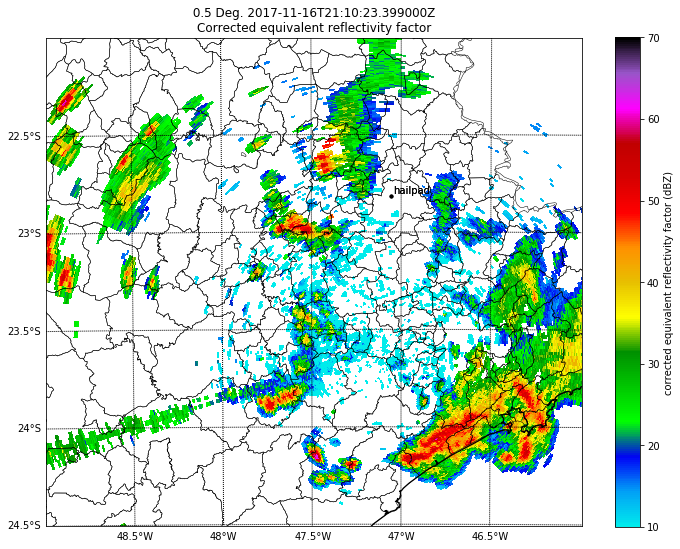 0.5 Deg. 2017-11-16T21:10:23.399000Z
Corrected equivalent reflectivity factor
22.5°S
23°S
23.5°S
24°S
24.5°S
48.5°W
48°W
47.5°W
47°W
46.5°W
hailpad
70
60
50
40
30
20
10
corrected equivalent reflectivity factor (dBZ)